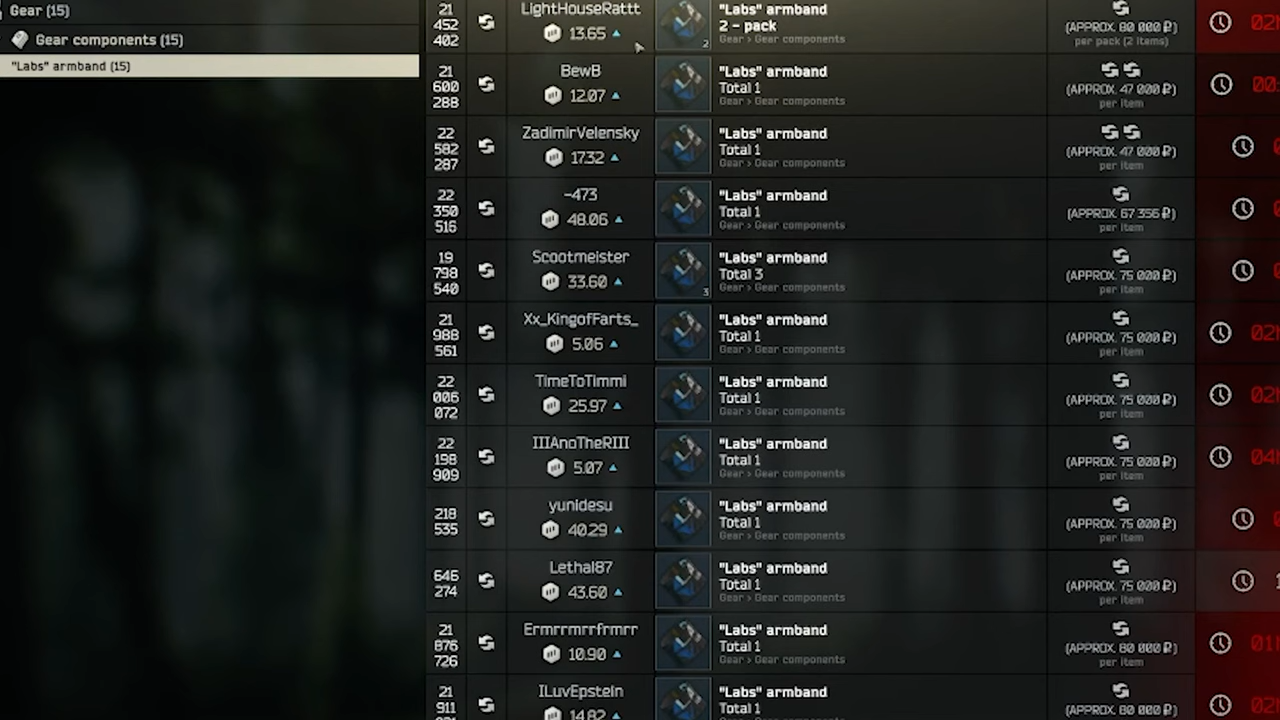 Gear (15)
Gear components (15)
"Labs" armband (15)
21
452
402
LightHouseRattt
13.65
2
"Labs" armband
2 - pack
Gear > Gear components
(APPROX. 80 000 ₽)
per pack (2 items)
21
600
288
BewB
12.07
"Labs" armband
Total 1
Gear > Gear components
(APPROX. 47 000 ₽)
per item
22
582
287
ZadimirVelensky
17.32
"Labs" armband
Total 1
Gear > Gear components
(APPROX. 47 000 ₽)
per item
22
350
516
-473
48.06
"Labs" armband
Total 1
Gear > Gear components
(APPROX. 67 356 ₽)
per item
19
798
540
Scootmeister
33.60
3
"Labs" armband
Total 3
Gear > Gear components
(APPROX. 75 000 ₽)
per item
21
988
561
Xx_KingofFarts_
5.06
"Labs" armband
Total 1
Gear > Gear components
(APPROX. 75 000 ₽)
per item
02h
22
006
072
TimeToTimmi
25.97
"Labs" armband
Total 1
Gear > Gear components
(APPROX. 75 000 ₽)
per item
02h
22
198
909
IIIAnoTheRIII
5.07
"Labs" armband
Total 1
Gear > Gear components
(APPROX. 75 000 ₽)
per item
04h
218
535
yunidesu
40.29
"Labs" armband
Total 1
Gear > Gear components
(APPROX. 75 000 ₽)
per item
646
274
Lethal87
43.60
"Labs" armband
Total 1
Gear > Gear components
(APPROX. 75 000 ₽)
per item
21
876
726
Ermrrmrrfrmrr
10.90
"Labs" armband
Total 1
Gear > Gear components
(APPROX. 80 000 ₽)
per item
01h
21
911
ILuvEpstein
14.82
"Labs" armband
Total 1
(APPROX. 80 000 ₽)